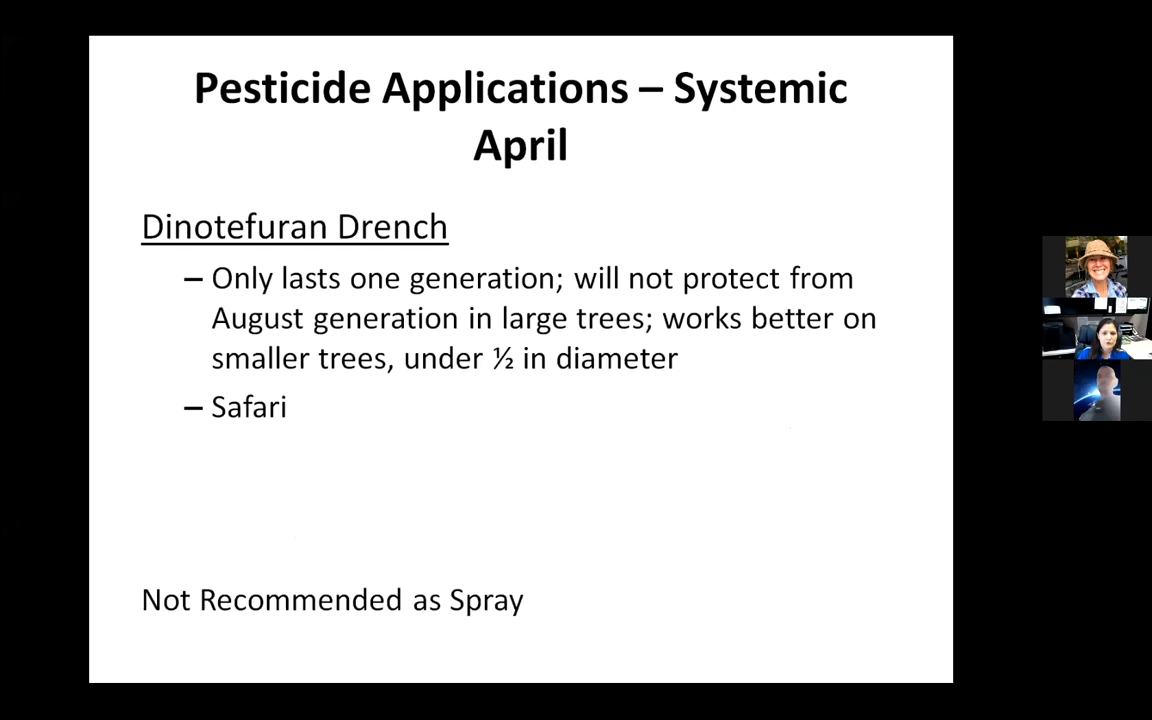 Pesticide Applications – Systemic
April
Dinotefuran Drench
– Only lasts one generation; will not protect from
August generation in large trees; works better on
smaller trees, under ½ in diameter
– Safari
Not Recommended as Spray